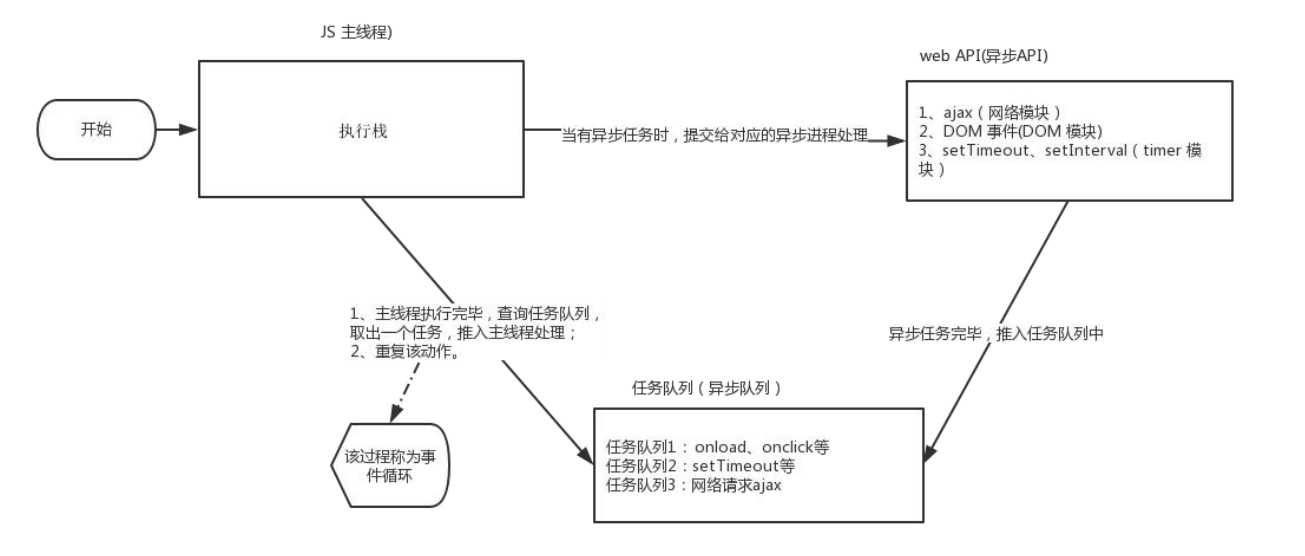 JS 主线程)
web API(异步API)
开始
执行栈
当有异步任务时，提交给对应的异步进程处理
1、ajax（网络模块）
2、DOM 事件(DOM 模块)
3、setTimeout、setInterval（timer 模
块）
1、主线程执行完毕，查询任务队列，
取出一个任务，推入主线程处理；
2、重复该动作。
异步任务完毕，推入任务队列中
任务队列（异步队列）
该过程称为事
件循环
任务队列1：onload、onclick等
任务队列2：setTimeout等
任务队列3：网络请求ajax